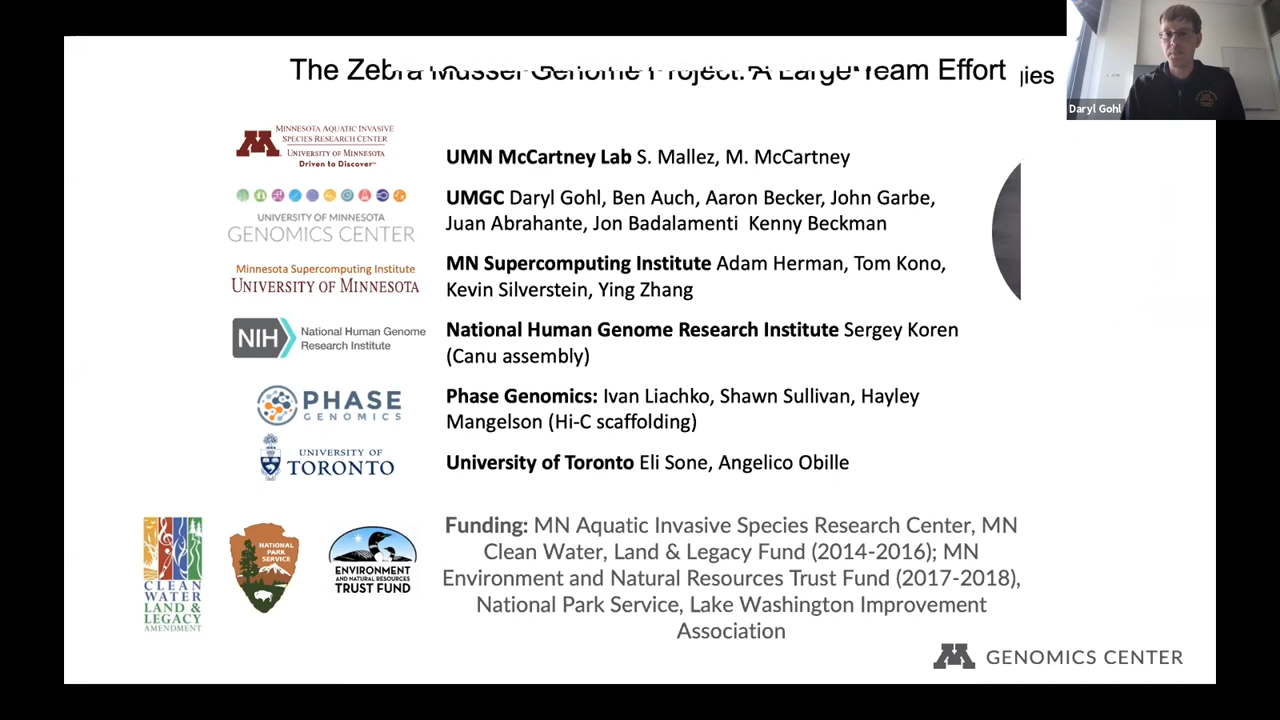 The Zebra Mussel Genome Project: A Large Team Effort
Daryl Gohl
MINNESOTA AQUATIC INVASIVE
SPECIES RESEARCH CENTER
UNIVERSITY OF MINNESOTA
Driven to Discover
UMN McCartney Lab S. Mallez, M. McCartney
UNIVERSITY OF MINNESOTA
GENOMICS CENTER
UMGC Daryl Gohl, Ben Auch, Aaron Becker, John Garbe,
Juan Abrahante, Jon Badalamenti Kenny Beckman
Minnesota Supercomputing Institute
UNIVERSITY OF MINNESOTA
MN Supercomputing Institute Adam Herman, Tom Kono,
Kevin Silverstein, Ying Zhang
NIH National Human Genome
Research Institute
National Human Genome Research Institute Sergey Koren
(Canu assembly)
PHASE
GENOMICS
Phase Genomics: Ivan Liachko, Shawn Sullivan, Hayley
Mangelson (Hi-C scaffolding)
UNIVERSITY OF
TORONTO
University of Toronto Eli Sone, Angelico Obille
CLEAN
WATER
LAND &
LEGACY
AMENDMENT
NATIONAL
PARK
SERVICE
ENVIRONMENT
AND NATURAL RESOURCES
TRUST FUND
Funding: MN Aquatic Invasive Species Research Center, MN
Clean Water, Land & Legacy Fund (2014-2016); MN
Environment and Natural Resources Trust Fund (2017-2018),
National Park Service, Lake Washington Improvement
Association
GENOMICS CENTER